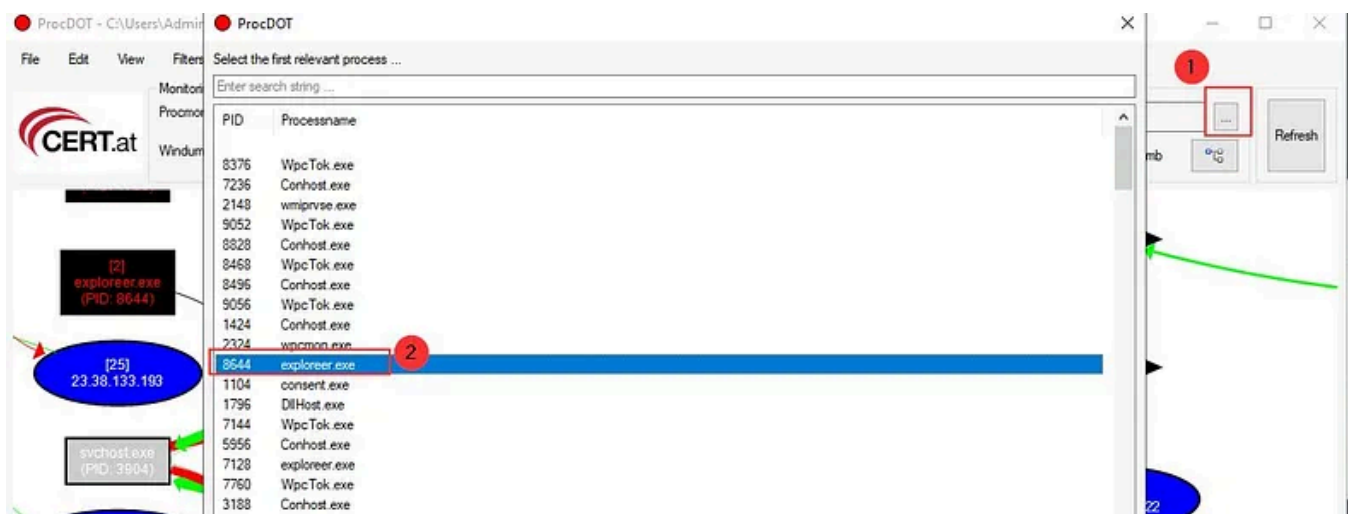 ProcDOT - C:\Users\Admin
ProcDOT
File Edit View Filters
Select the first relevant process ...
Enter search string ...
1
Monitori
Procmon
Windum
CERT.at
...
Refresh
mb
PID Processname
8376 WpcTok.exe
7236 Conhost.exe
2148 wmiprvse.exe
9052 WpcTok.exe
8828 Conhost.exe
8468 WpcTok.exe
8496 Conhost.exe
9056 WpcTok.exe
1424 Conhost.exe
2324 wpcmon.exe
8644 exploreer.exe
2
1104 consent.exe
1796 DllHost.exe
7144 WpcTok.exe
5956 Conhost.exe
7128 exploreer.exe
7760 WpcTok.exe
3188 Conhost.exe
[2]
exploreer.exe
(PID: 8644)
[25]
23.38.133.193
svchost.exe
(PID: 3904)
22